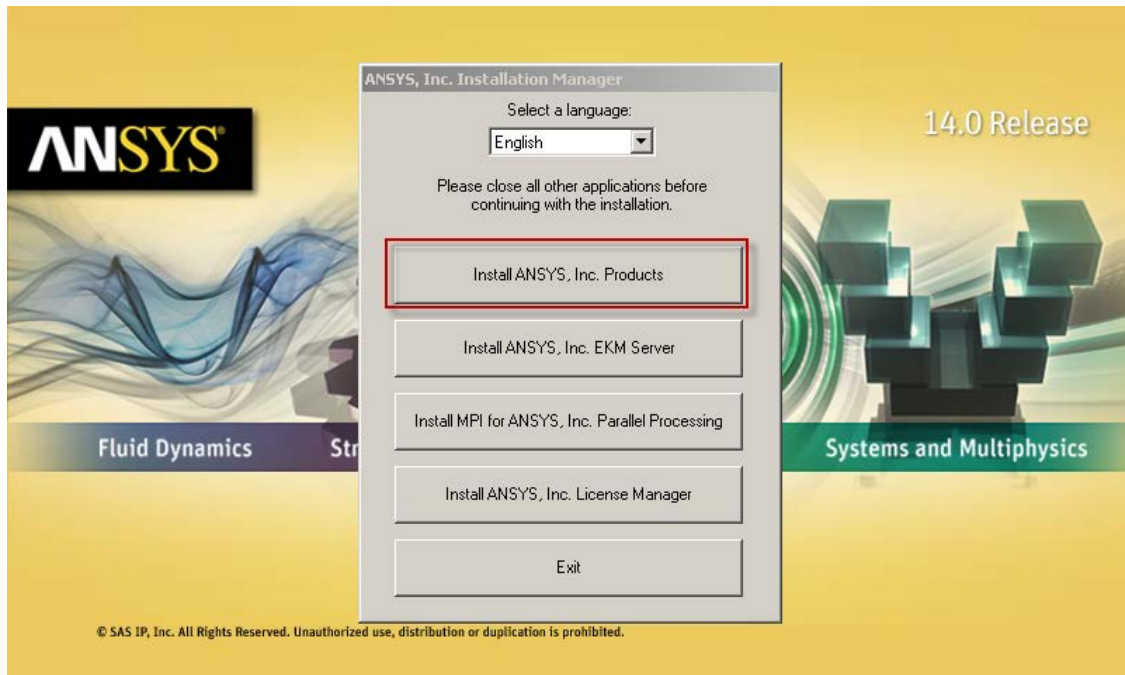 ANSYS, Inc. Installation Manager
Select a language:
English
Please close all other applications before
continuing with the installation.
ANSYS®
14.0 Release
Install ANSYS, Inc. Products
Install ANSYS, Inc. EKM Server
Install MPI for ANSYS, Inc. Parallel Processing
Fluid Dynamics
Str
Systems and Multiphysics
Install ANSYS, Inc. License Manager
Exit
© SAS IP, Inc. All Rights Reserved. Unauthorized use, distribution or duplication is prohibited.